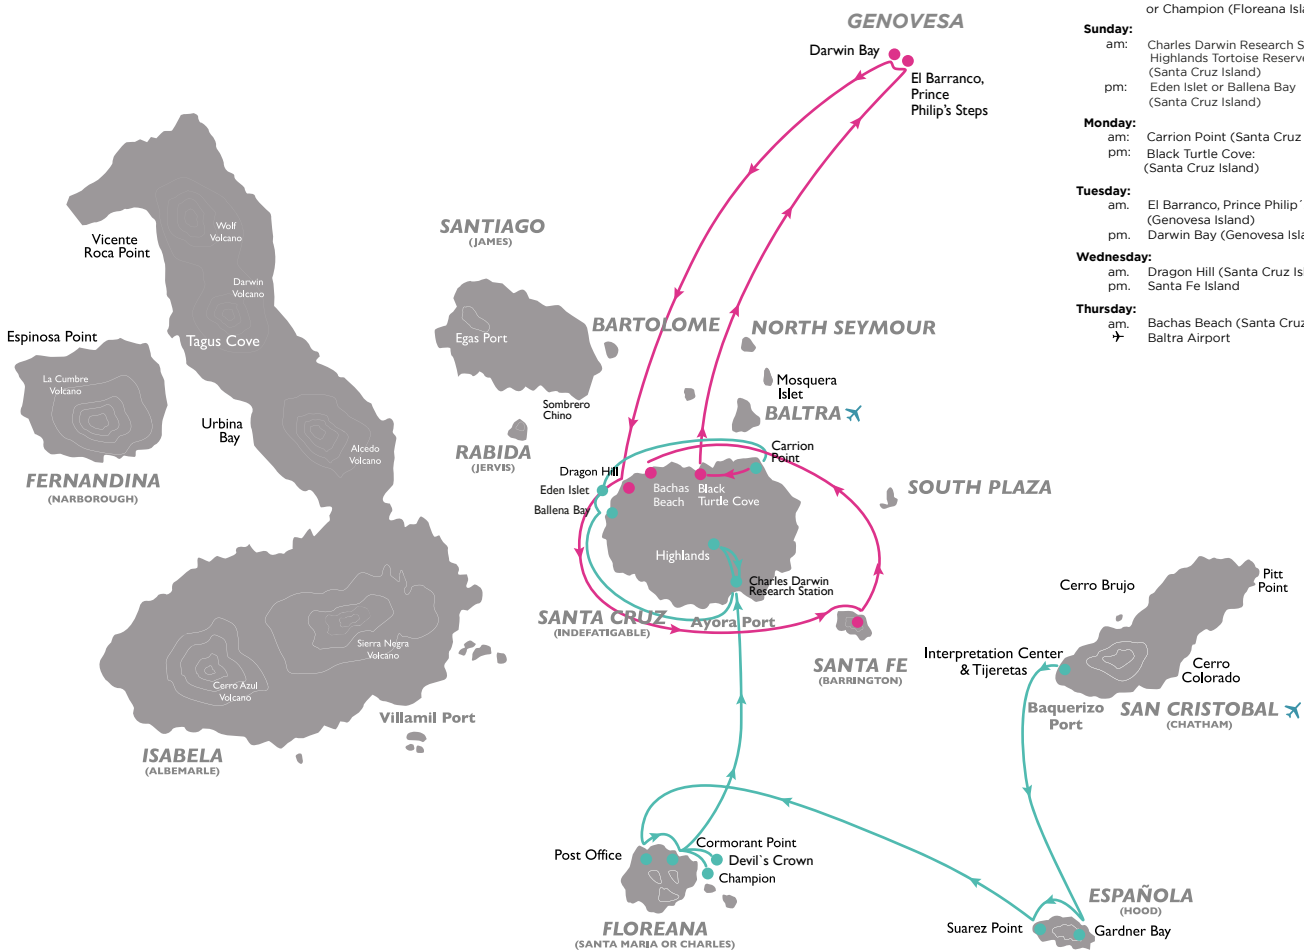 GENOVESA
Darwin Bay
El Barranco,
Prince
Philip's Steps
or Champion (Floreana
Sunday:
am: Charles Darwin Research
Highlands Tortoise Reserve
(Santa Cruz Island)
pm: Eden Islet or Ballena Bay
(Santa Cruz Island)
Monday:
am: Carrion Point (Santa Cruz
pm: Black Turtle Cove:
(Santa Cruz Island)
Tuesday:
am. El Barranco, Prince Philip´
(Genovesa Island)
pm. Darwin Bay (Genovesa
Wednesday:
am. Dragon Hill (Santa Cruz
pm. Santa Fe Island
Thursday:
am. Bachas Beach (Santa Cruz
Baltra Airport
Vicente
Roca Point
Wolf
Volcano
Darwin
Volcano
Tagus Cove
Espinosa Point
La Cumbre
Volcano
FERNANDINA
(NARBOROUGH)
Urbina
Bay
Alcedo
Volcano
Sierra Negra
Volcano
Cerro Azul
Volcano
Villamil Port
ISABELA
(ALBEMARLE)
SANTIAGO
(JAMES)
Egas Port
Sombrero
Chino
BARTOLOME
RABIDA
(JERVIS)
NORTH SEYMOUR
Mosquera
Islet
BALTRA
Carrion
Point
Dragon Hill
Eden Islet
Ballena Bay
Bachas
Beach
Black
Turtle Cove
Highlands
Charles Darwin
Research Station
SANTA CRUZ
(INDEFATIGABLE)
Ayora Port
SOUTH PLAZA
SANTA FE
(BARRINGTON)
Cerro Brujo
Pitt
Point
Interpretation Center
& Tijeretas
Cerro
Colorado
Baquerizo
Port
SAN CRISTOBAL
(CHATHAM)
Post Office
Cormorant Point
Devil`s Crown
Champion
FLOREANA
(SANTA MARIA OR CHARLES)
ESPAÑOLA
(HOOD)
Suarez Point
Gardner Bay